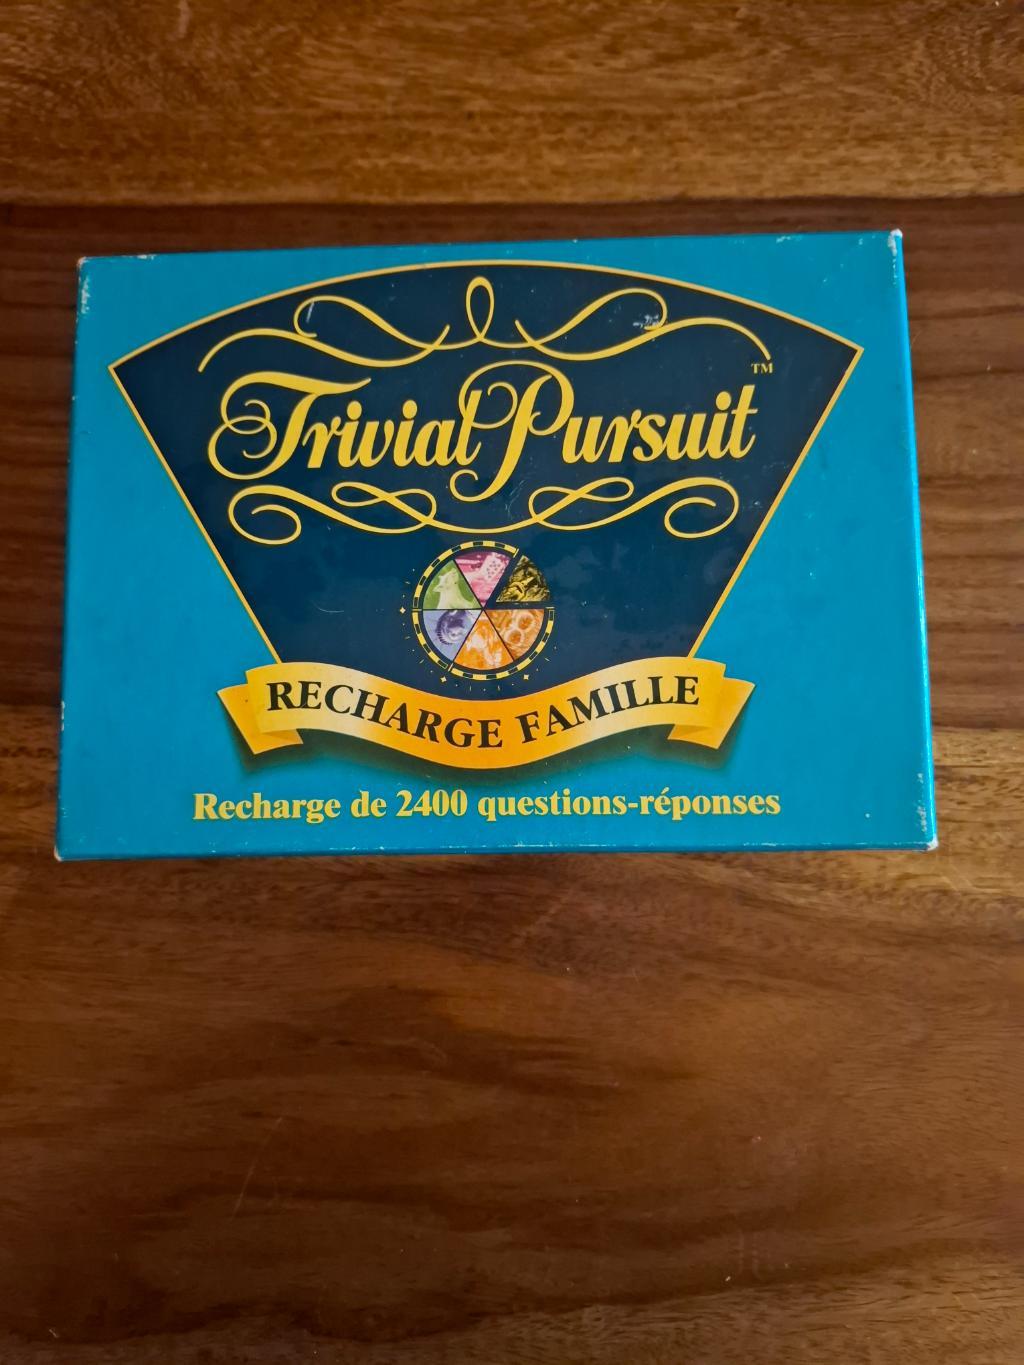 Trivial Pursuit™
RECHARGE FAMILLE
Recharge de 2400 questions-réponses